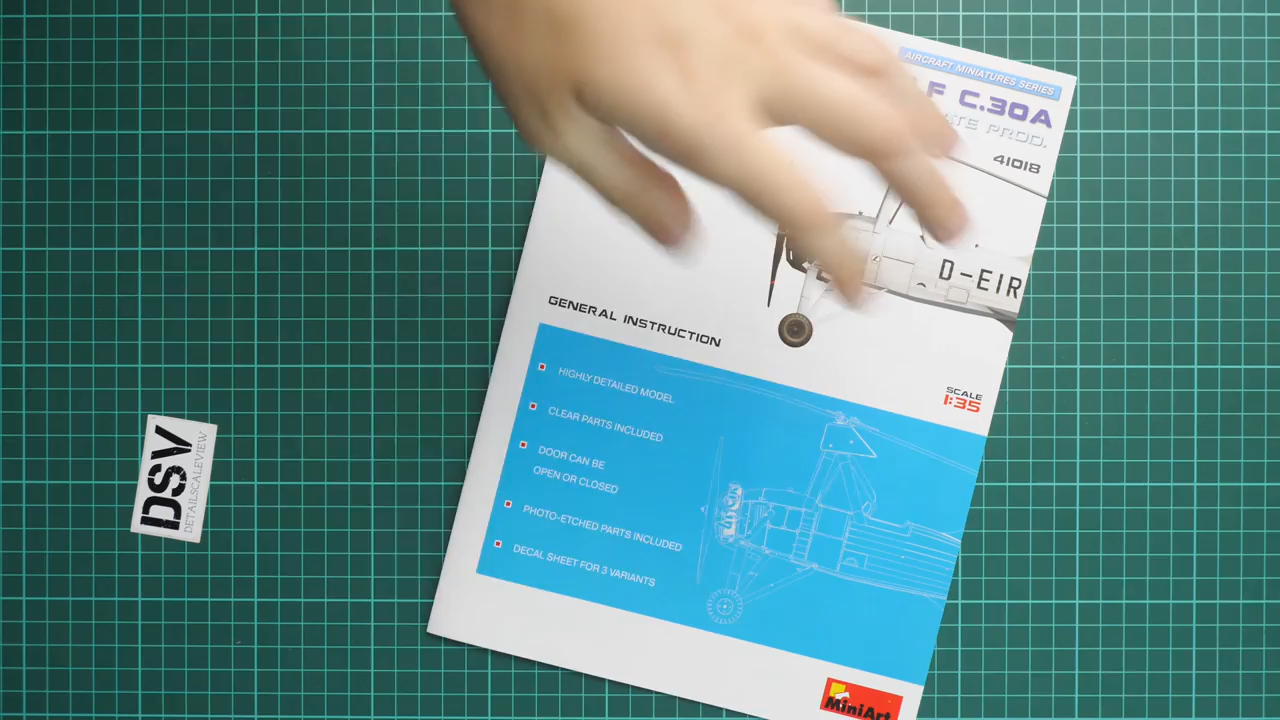 AIRCRAFT MINIATURES SERIES
C.30A
PROD.
41018
D-EIR
GENERAL INSTRUCTION
SCALE
1:35
HIGHLY DETAILED MODEL
CLEAR PARTS INCLUDED
DOOR CAN BE
OPEN OR CLOSED
PHOTO-ETCHED PARTS INCLUDED
DECAL SHEET FOR 3 VARIANTS
MiniArt
DSV
DETAILSCALEVIEW